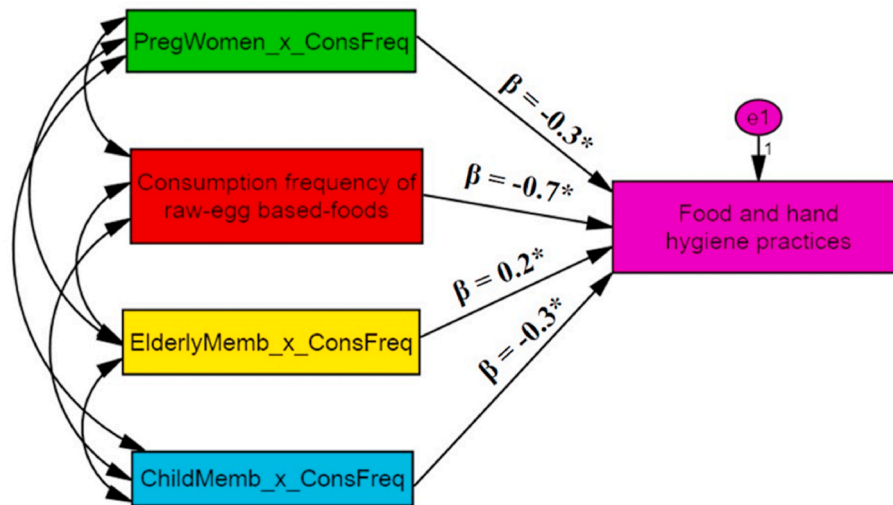 PregWomen_x_ConsFreq
β = -0.3*
e1
1
Consumption frequency of
raw-egg based-foods
β = -0.7*
Food and hand
hygiene practices
ElderlyMemb_x_ConsFreq
β = 0.2*
ChildMemb_x_ConsFreq
β = -0.3*